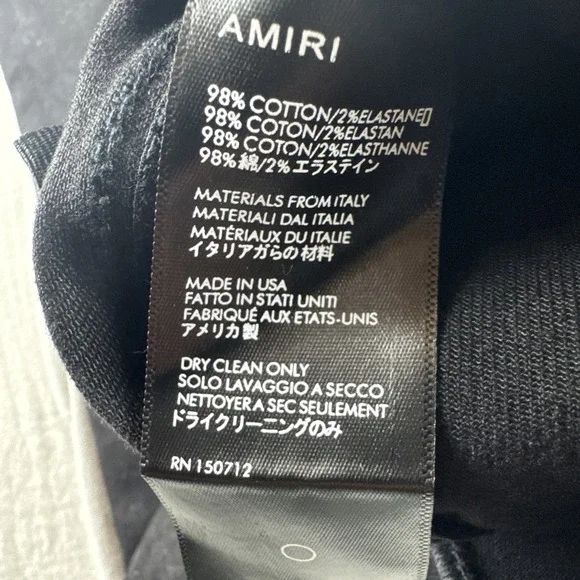 AMIRI
98% COTTON/2%ELASTANE▯
98% COTON/2%ELASTAN
98% COTON/2%ELASTHANNE
98% 綿/2% エラステイン
MATERIALS FROM ITALY
MATERIALI DAL ITALIA
MATÉRIAUX DU ITALIE
イタリアがらの材料
MADE IN USA
FATTO IN STATI UNITI
FABRIQUÉ AUX ETATS-UNIS
アメリカ製
DRY CLEAN ONLY
SOLO LAVAGGIO A SECCO
NETTOYER A SEC SEULEMENT
ドライクリーニングのみ
RN 150712